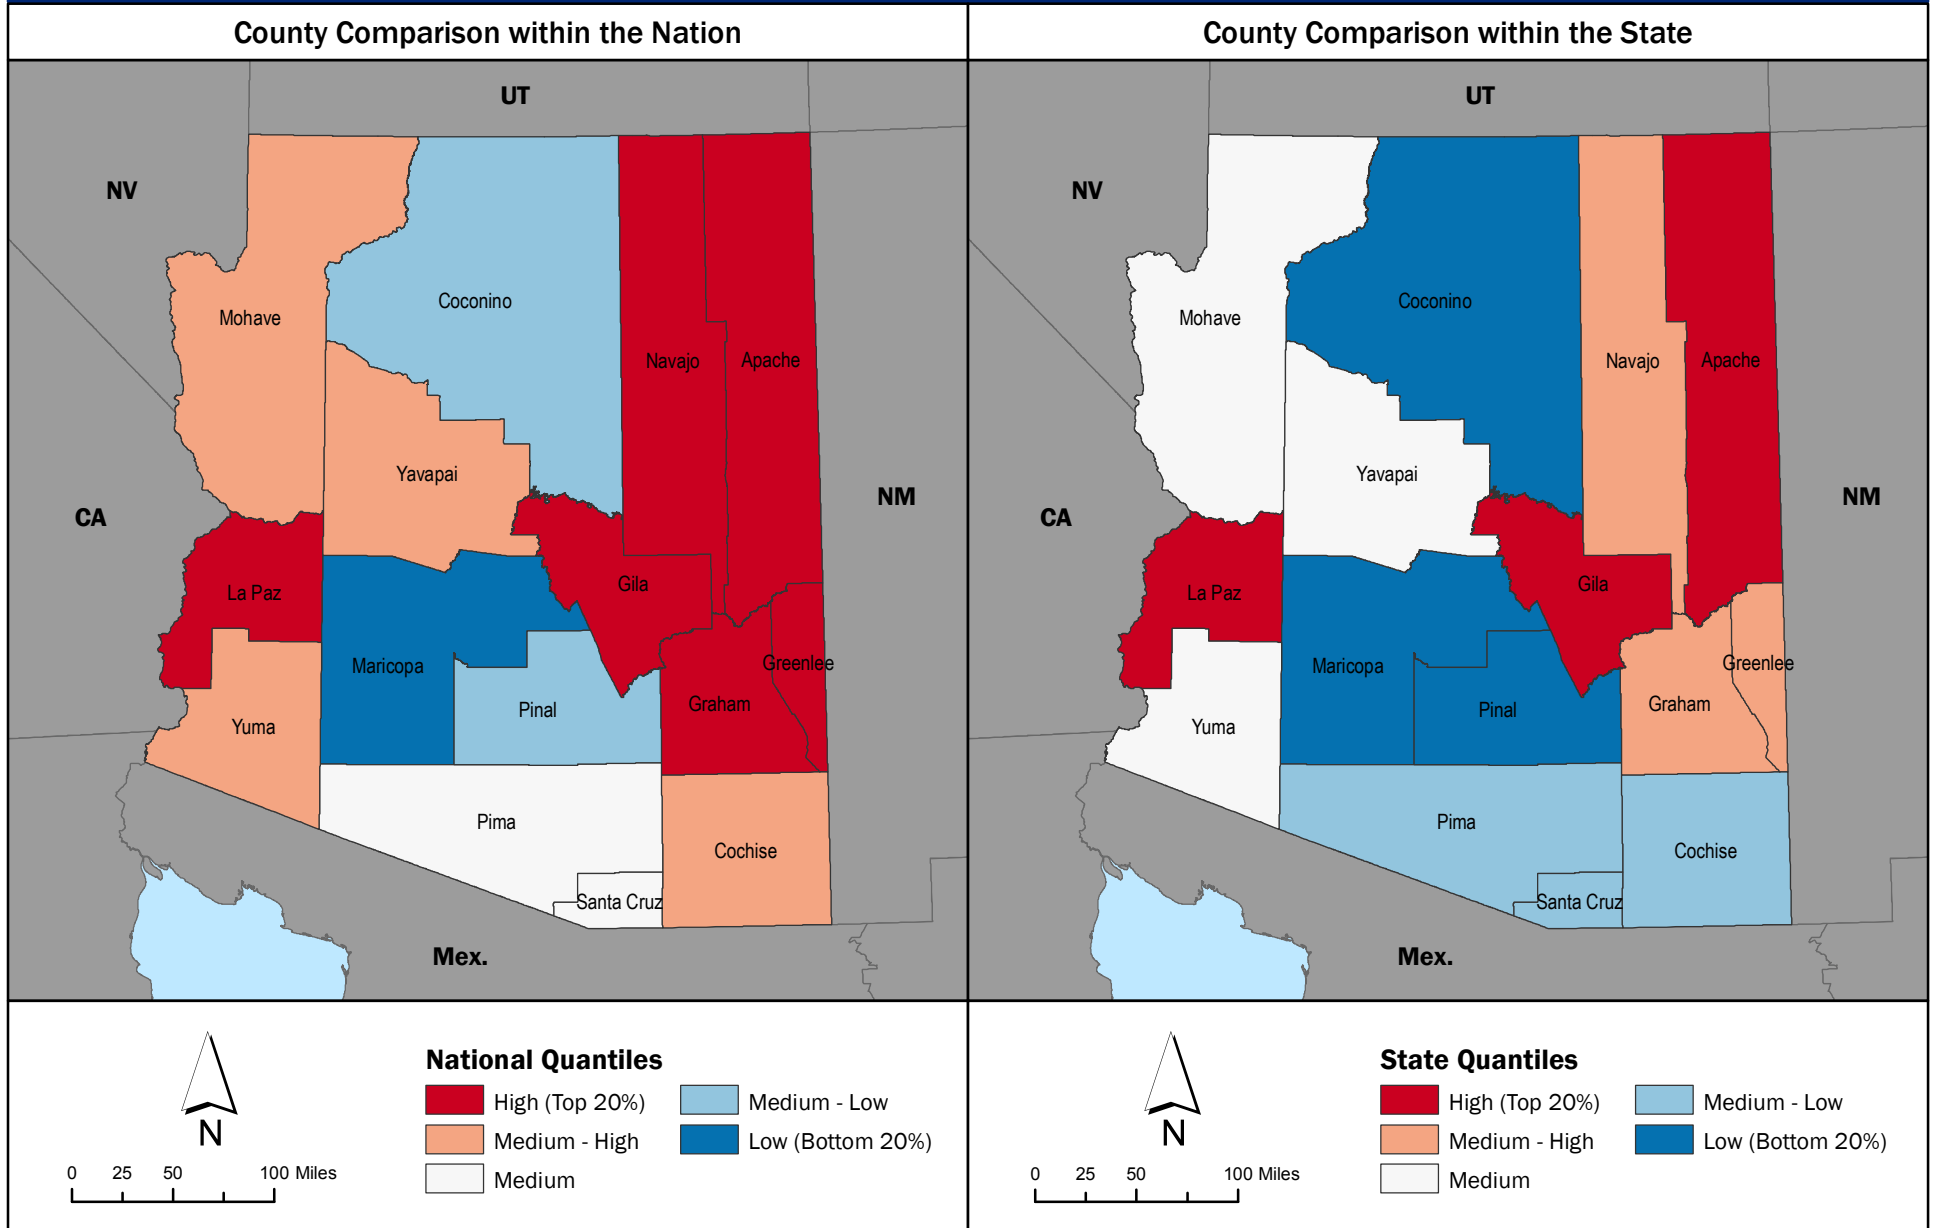 County Comparison within the Nation
UT
NV
Mohave
Coconino
Navajo
Apache
Yavapai
CA
NM
La Paz
Gila
Maricopa
Greenlee
Pinal
Graham
Yuma
Pima
Cochise
Santa Cruz
Mex.
N
0 25 50 100 Miles
National Quantiles
High (Top 20%)
Medium - High
Medium
Medium - Low
Low (Bottom 20%)
County Comparison within the State
UT
NV
Mohave
Coconino
Navajo
Apache
Yavapai
CA
NM
La Paz
Gila
Maricopa
Greenlee
Pinal
Graham
Yuma
Pima
Cochise
Santa Cruz
Mex.
N
0 25 50 100 Miles
State Quantiles
High (Top 20%)
Medium - High
Medium
Medium - Low
Low (Bottom 20%)